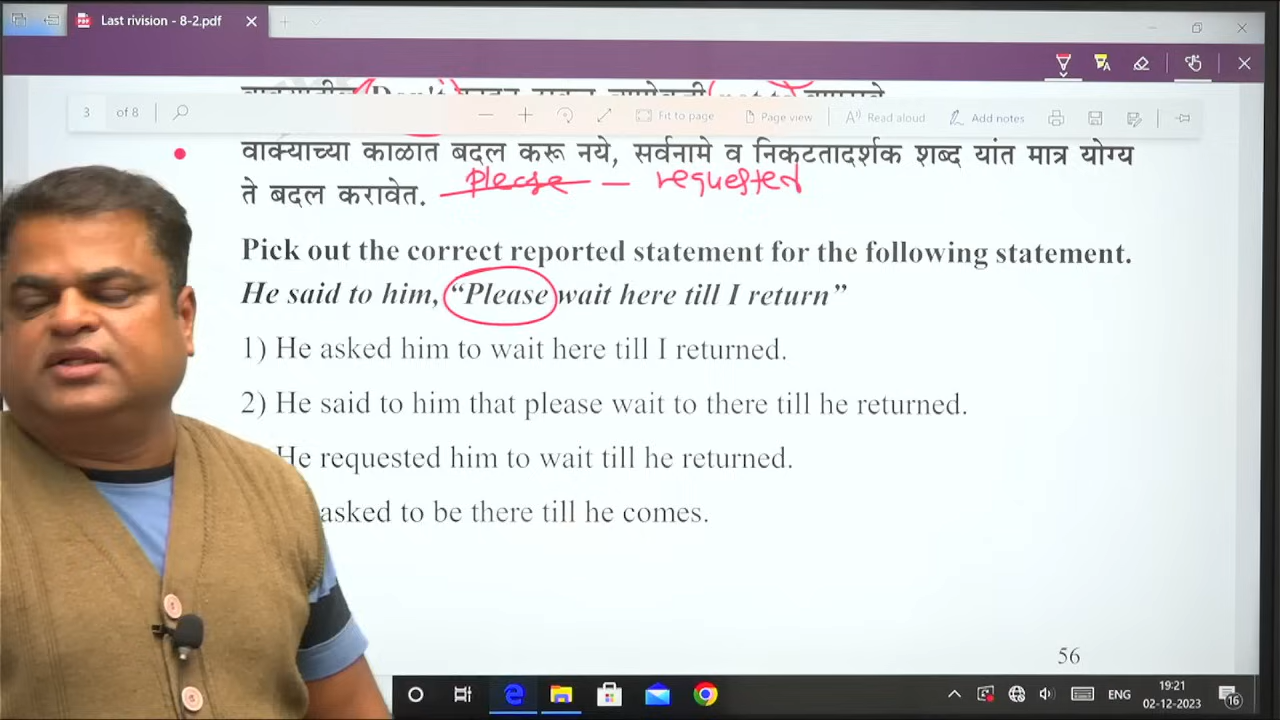 Last rivision - 8-2.pdf
3 of 8 Fit to page Page view Read aloud Add notes
वाक्याच्या काळात बदल करू नये, सर्वनामे व निकटतादर्शक शब्द यांत मात्र योग्य
ते बदल करावेत. please – requested
Pick out the correct reported statement for the following statement.
He said to him, “Please wait here till I return”
1) He asked him to wait here till I returned.
2) He said to him that please wait to there till he returned.
He requested him to wait till he returned.
asked to be there till he comes.
56
ENG
19:21
02-12-2023
16